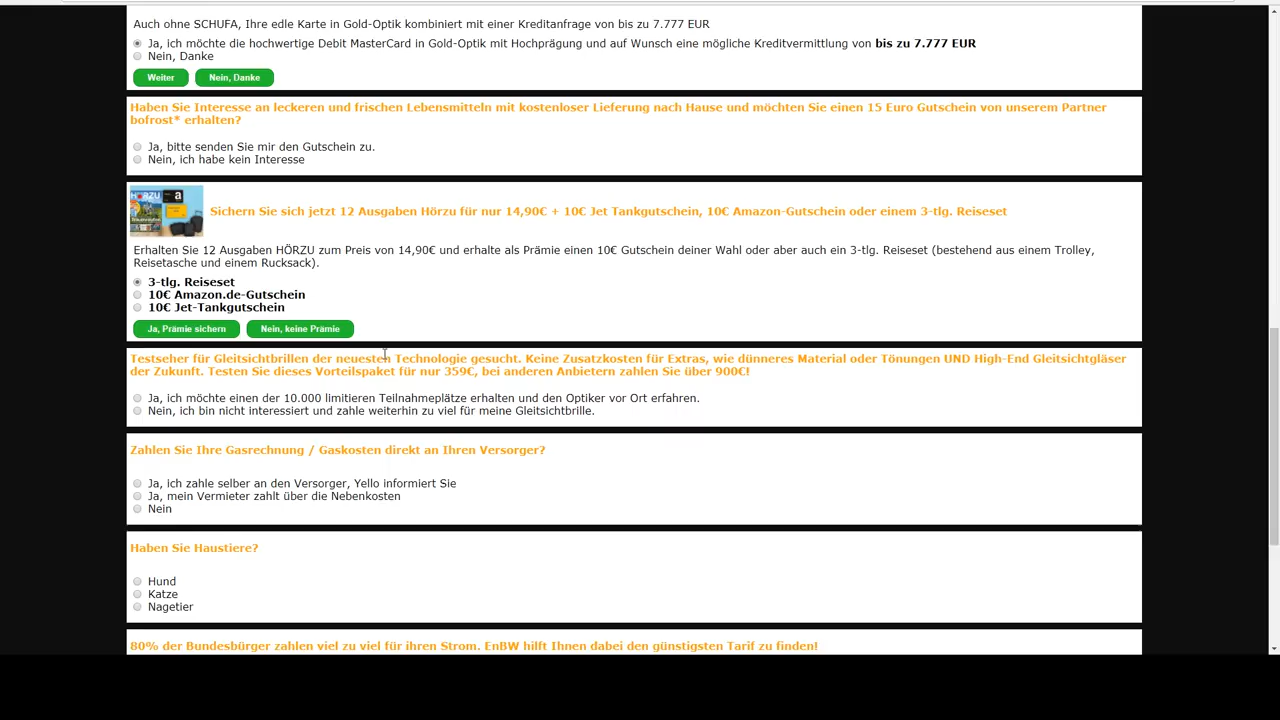 Auch ohne SCHUFA, Ihre edle Karte in Gold-Optik kombiniert mit einer Kreditanfrage von bis zu 7.777 EUR
Ja, ich möchte die hochwertige Debit MasterCard in Gold-Optik mit Hochprägung und auf Wunsch eine mögliche Kreditvermittlung von bis zu 7.777 EUR
Nein, Danke
Weiter Nein, Danke
Haben Sie Interesse an leckeren und frischen Lebensmitteln mit kostenloser Lieferung nach Hause und möchten Sie einen 15 Euro Gutschein von unserem Partner
bofrost* erhalten?
Ja, bitte senden Sie mir den Gutschein zu.
Nein, ich habe kein Interesse
HÖRZU a
Sichern Sie sich jetzt 12 Ausgaben Hörzu für nur 14,90€ + 10€ Jet Tankgutschein, 10€ Amazon-Gutschein oder einem 3-tlg. Reiseset
Erhalten Sie 12 Ausgaben HÖRZU zum Preis von 14,90€ und erhalte als Prämie einen 10€ Gutschein deiner Wahl oder aber auch ein 3-tlg. Reiseset (bestehend aus einem Trolley,
Reisetasche und einem Rucksack).
3-tlg. Reiseset
10€ Amazon.de-Gutschein
10€ Jet-Tankgutschein
Ja, Prämie sichern Nein, keine Prämie
Testseher für Gleitsichtbrillen der neuesten Technologie gesucht. Keine Zusatzkosten für Extras, wie dünneres Material oder Tönungen UND High-End Gleitsichtgläser
der Zukunft. Testen Sie dieses Vorteilspaket für nur 359€, bei anderen Anbietern zahlen Sie über 900€!
Ja, ich möchte einen der 10.000 limitieren Teilnahmeplätze erhalten und den Optiker vor Ort erfahren.
Nein, ich bin nicht interessiert und zahle weiterhin zu viel für meine Gleitsichtbrille.
Zahlen Sie Ihre Gasrechnung / Gaskosten direkt an Ihren Versorger?
Ja, ich zahle selber an den Versorger, Yello informiert Sie
Ja, mein Vermieter zahlt über die Nebenkosten
Nein
Haben Sie Haustiere?
Hund
Katze
Nagetier
80% der Bundesbürger zahlen viel zu viel für ihren Strom. EnBW hilft Ihnen dabei den günstigsten Tarif zu finden!